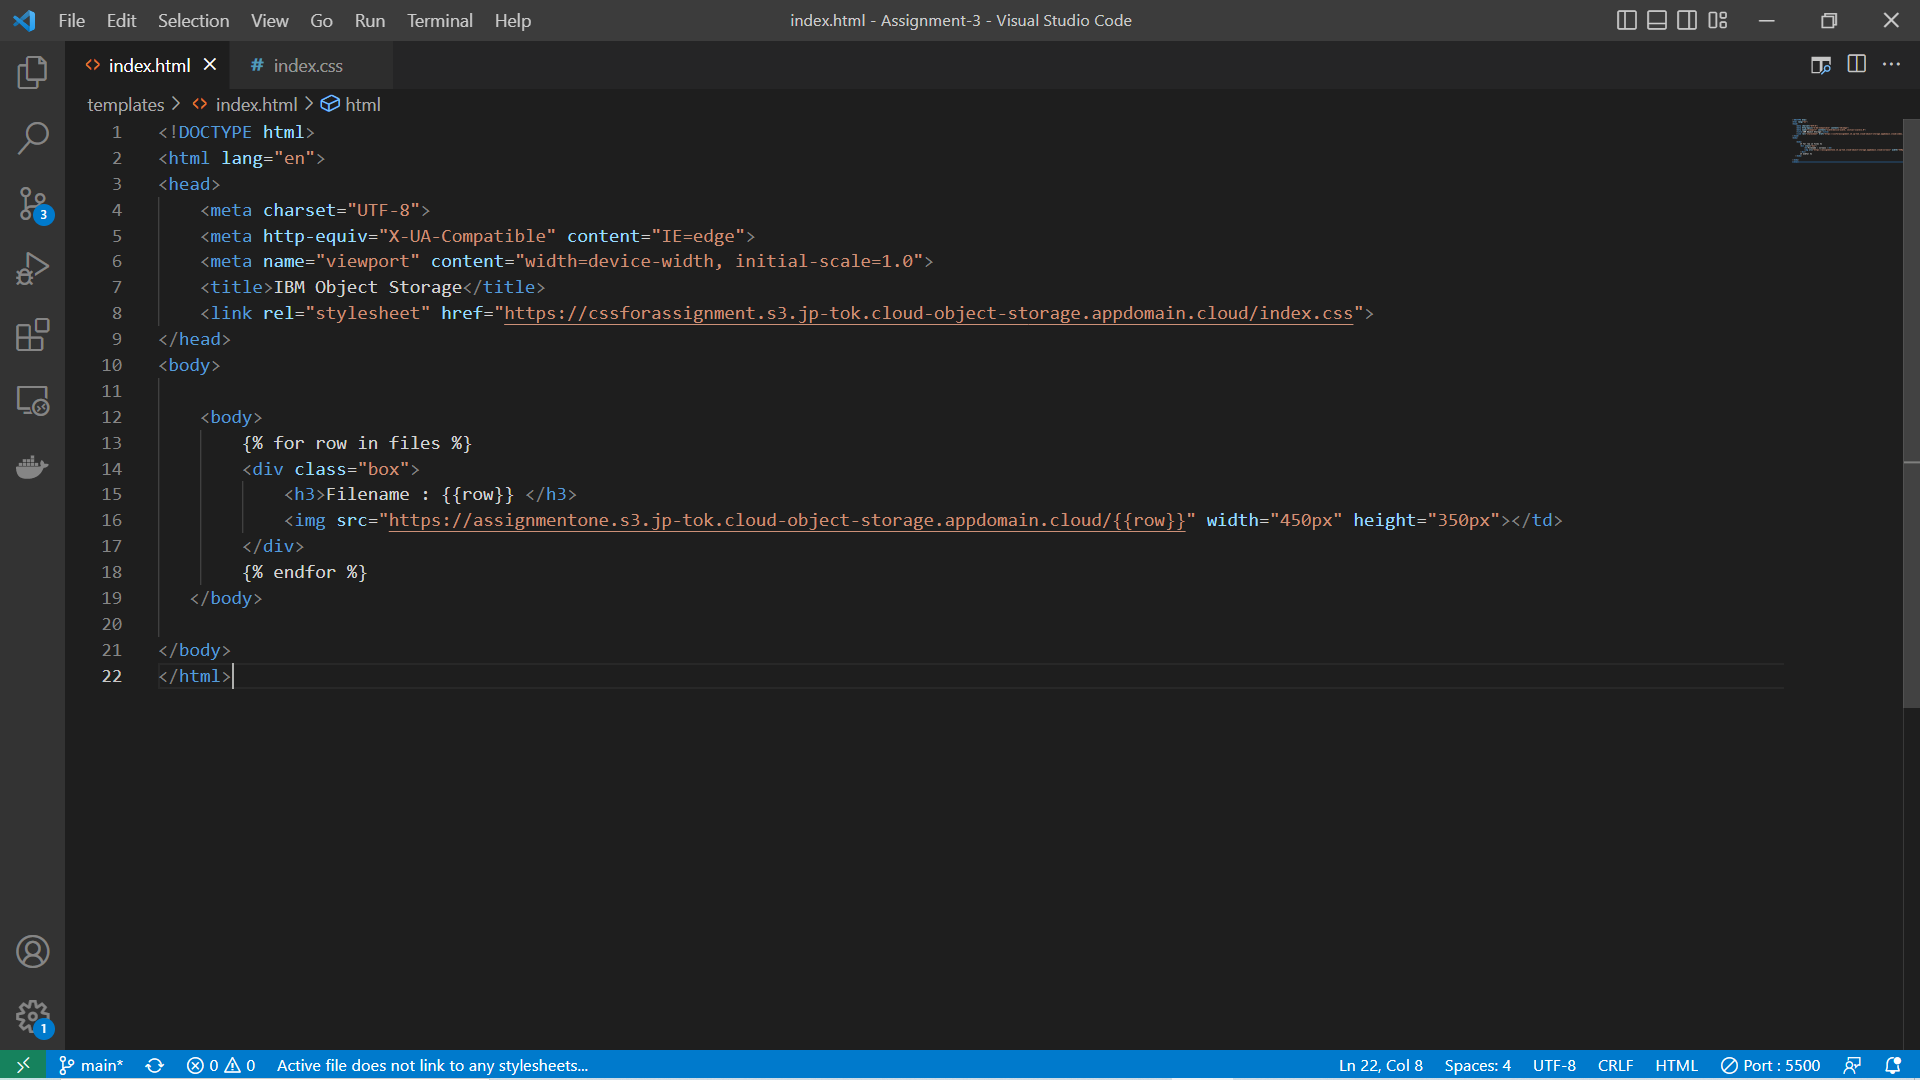 File Edit Selection View Go Run Terminal Help index.html - Assignment-3 - Visual Studio Code
index.html # index.css
templates > index.html > html
1 <!DOCTYPE html>
2 <html lang="en">
3 <head>
4 <meta charset="UTF-8">
5 <meta http-equiv="X-UA-Compatible" content="IE=edge">
6 <meta name="viewport" content="width=device-width, initial-scale=1.0">
7 <title>IBM Object Storage</title>
8 <link rel="stylesheet" href="https://cssforassignment.s3.jp-tok.cloud-object-storage.appdomain.cloud/index.css">
9 </head>
10 <body>
11
12 <body>
13 {% for row in files %}
14 <div class="box">
15 <h3>Filename : {{row}} </h3>
16 <img src="https://assignmentone.s3.jp-tok.cloud-object-storage.appdomain.cloud/{{row}}" width="450px" height="350px"></td>
17 </div>
18 {% endfor %}
19 </body>
20
21 </body>
22 </html>
3
1
main* 0 0 Active file does not link to any stylesheets... Ln 22, Col 8 Spaces: 4 UTF-8 CRLF HTML Port : 5500